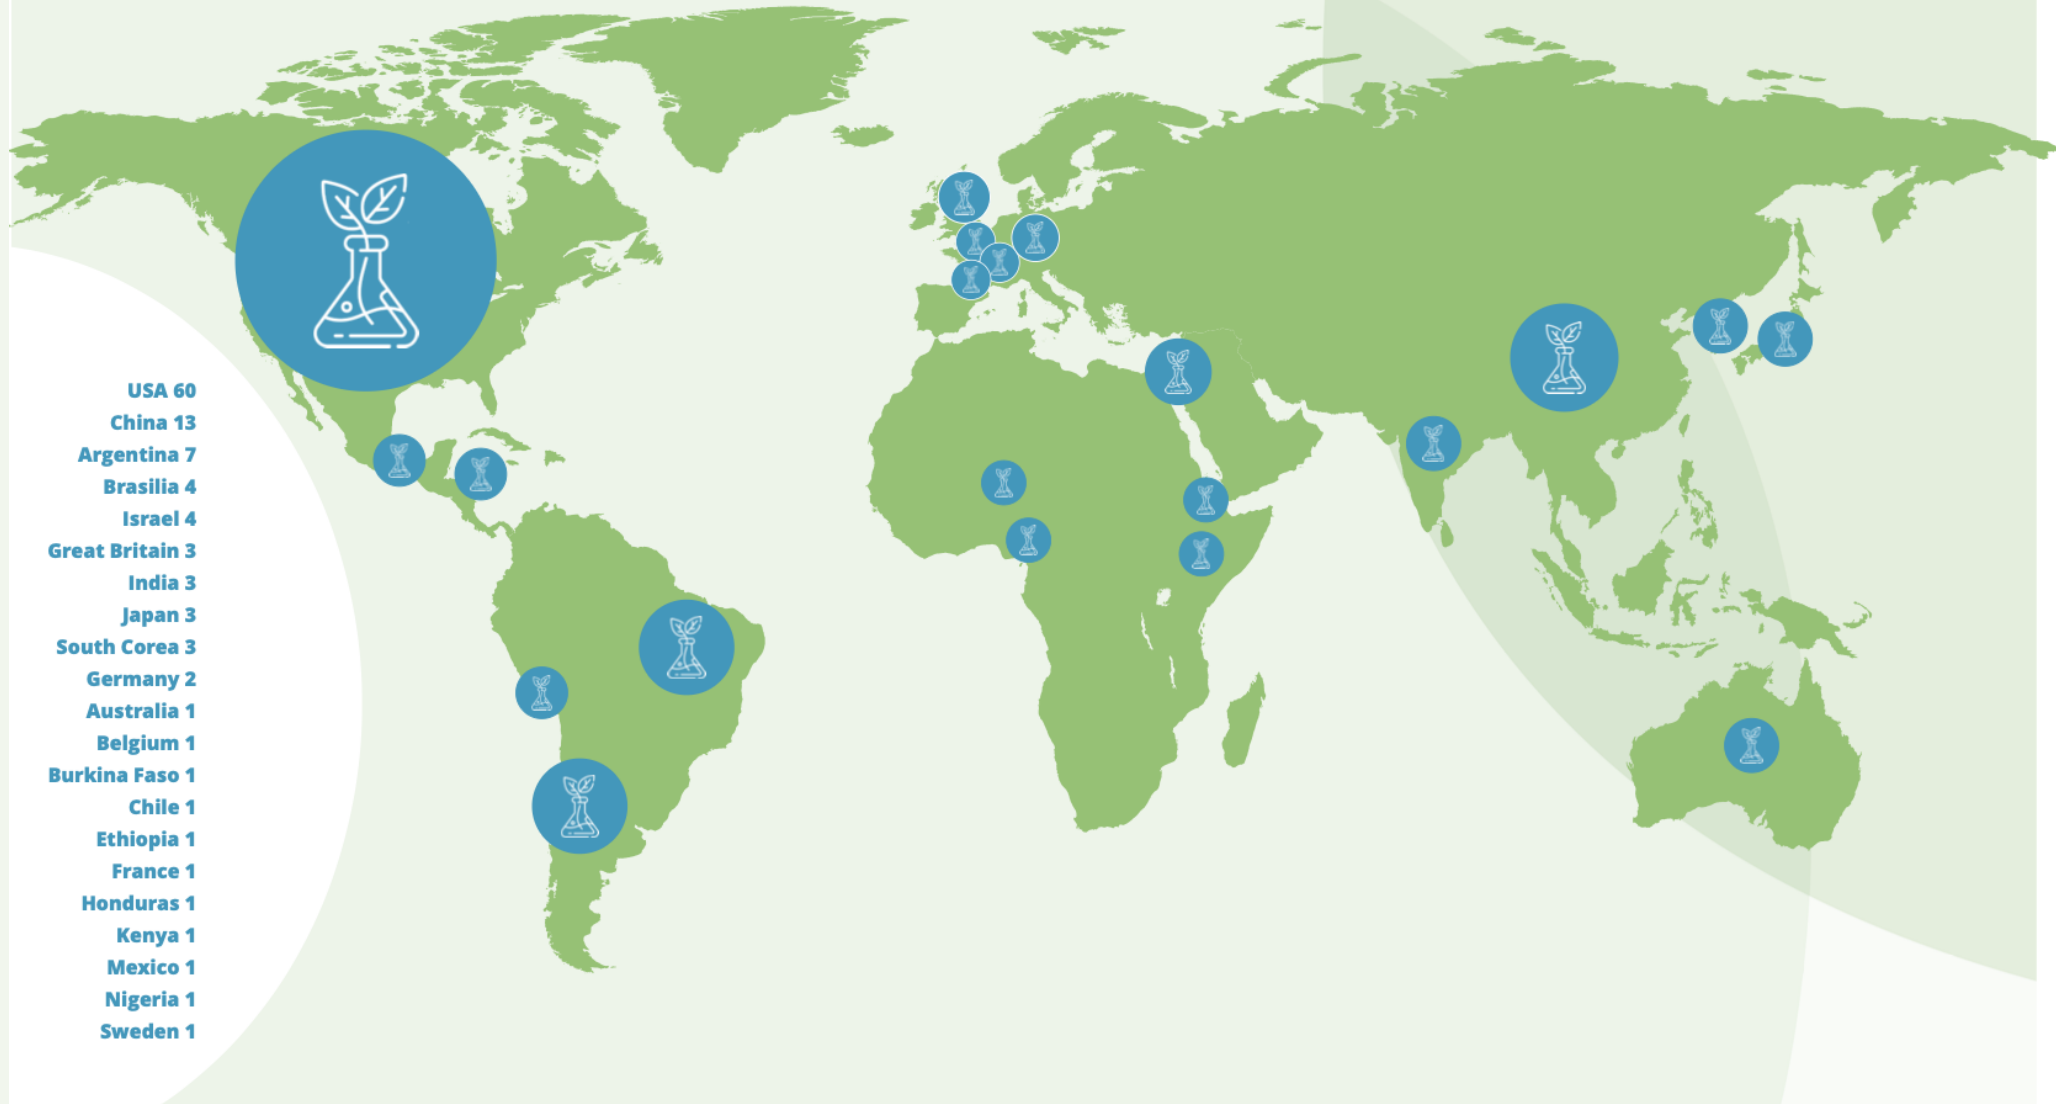 USA 60
China 13
Argentina 7
Brasilia 4
Israel 4
Great Britain 3
India 3
Japan 3
South Corea 3
Germany 2
Australia 1
Belgium 1
Burkina Faso 1
Chile 1
Ethiopia 1
France 1
Honduras 1
Kenya 1
Mexico 1
Nigeria 1
Sweden 1